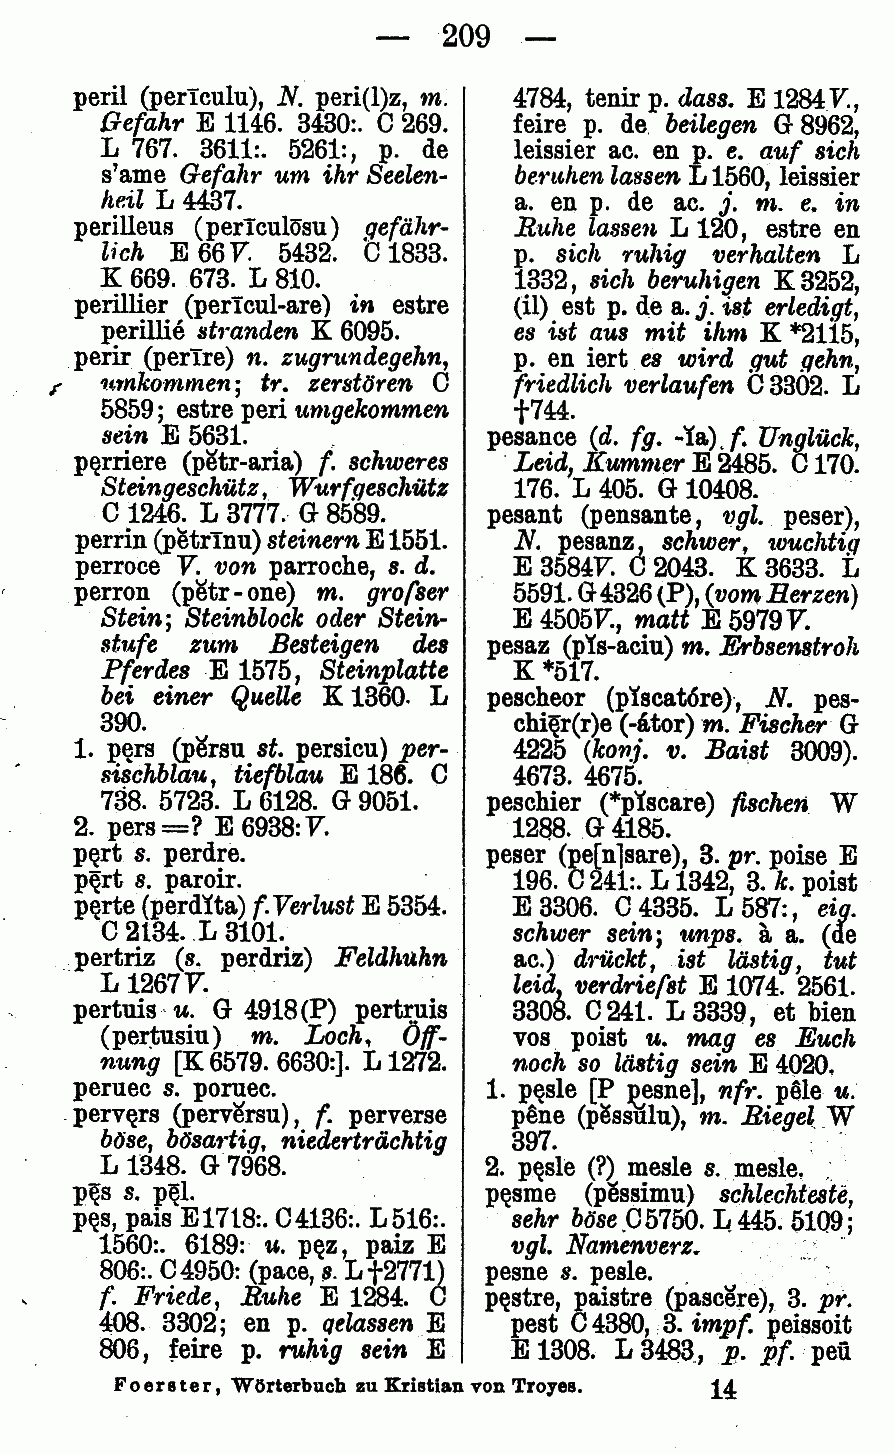 — 209 —
peril (perīculu), N. peri(l)z, m.
Gefahr E 1146. 3430:. C 269.
L 767. 3611:. 5261:, p. de
s'ame Gefahr um ihr Seelen-
heil L 4437.
perilleus (perīculōsu) gefähr-
lich E 66 V. 5432. C 1833.
K 669. 673. L 810.
perillier (perīcul-are) in estre
perillié stranden K 6095.
perir (perīre) n. zugrundegehn,
umkommen; tr. zerstören C
5859; estre peri umgekommen
sein E 5631.
pęrriere (pĕtr-aria) f. schweres
Steingeschütz, Wurfgeschütz
C 1246. L 3777. G 8589.
perrin (pĕtrīnu) steinern E 1551.
perroce V. von parroche, s. d.
perron (pĕtr-one) m. grofser
Stein; Steinblock oder Stein-
stufe zum Besteigen des
Pferdes E 1575, Steinplatte
bei einer Quelle K 1360. L
390.
1. pęrs (pĕrsu st. persicu) per-
sischblau, tiefblau E 186. C
738. 5723. L 6128. G 9051.
2. pers =? E 6938: V.
pęrt s. perdre.
pęrt s. paroir.
pęrte (perdĭta) f. Verlust E 5354.
C 2134. L 3101.
pertriz (s. perdriz) Feldhuhn
L 1267 V.
pertuis u. G 4918 (P) pertruis
(pertusiu) m. Loch, Öff-
nung [K 6579. 6630:]. L 1272.
peruec s. poruec.
pervęrs (pervĕrsu), f. perverse
böse, bösartig, niederträchtig
L 1348. G 7968.
pęs s. pęl.
pęs, pais E 1718:. C 4136:. L 516:.
1560:. 6189: u. pęz, paiz E
806:. C 4950: (pace, s. L †2771)
f. Friede, Ruhe E 1284. C
408. 3302; en p. gelassen E
806, feire p. ruhig sein E
4784, tenir p. dass. E 1284 V.,
feire p. de beilegen G 8962,
leissier ac. en p. e. auf sich
beruhen lassen L 1560, leissier
a. en p. de ac. j. m. e. in
Ruhe lassen L 120, estre en
p. sich ruhig verhalten L
1332, sich beruhigen K 3252,
(il) est p. de a. j. ist erledigt,
es ist aus mit ihm K *2115,
p. en iert es wird gut gehn,
friedlich verlaufen C 3302. L
†744.
pesance (d. fg. -ĭa) f. Unglück,
Leid, Kummer E 2485. C 170.
176. L 405. G 10408.
pesant (pensante, vgl. peser),
N. pesanz, schwer, wuchtig
E 3584 V. C 2043. K 3633. L
5591. G 4326 (P), (vom Herzen)
E 4505 V., matt E 5979 V.
pesaz (pĭs-aciu) m. Erbsenstroh
K *517.
pescheor (pĭscatóre), N. pes-
chięr(r)e (-átor) m. Fischer G
4225 (konj. v. Baist 3009).
4673. 4675.
peschier (*pĭscare) fischen W
1288. G 4185.
peser (pe[n]sare), 3. pr. poise E
196. C 241:. L 1342, 3. k. poist
E 3306. C 4335. L 587:, eig.
schwer sein; unps. à a. (de
ac.) drückt, ist lästig, tut
leid, verdriefst E 1074. 2561.
3308. C 241. L 3339, et bien
vos poist u. mag es Euch
noch so lästig sein E 4020.
1. pęsle [P pesne], nfr. pêle u.
pêne (pĕssŭlu), m. Riegel W
397.
2. pęsle (?) mesle s. mesle.
pęsme (pĕssimu) schlechteste,
sehr böse C 5750. L 445. 5109;
vgl. Namenverz.
pesne s. pesle.
pęstre, paistre (pascĕre), 3. pr.
pest C 4380, 3. impf. peissoit
E 1308. L 3483, p. pf. peü
Foerster, Wörterbuch zu Kristian von Troyes. 14